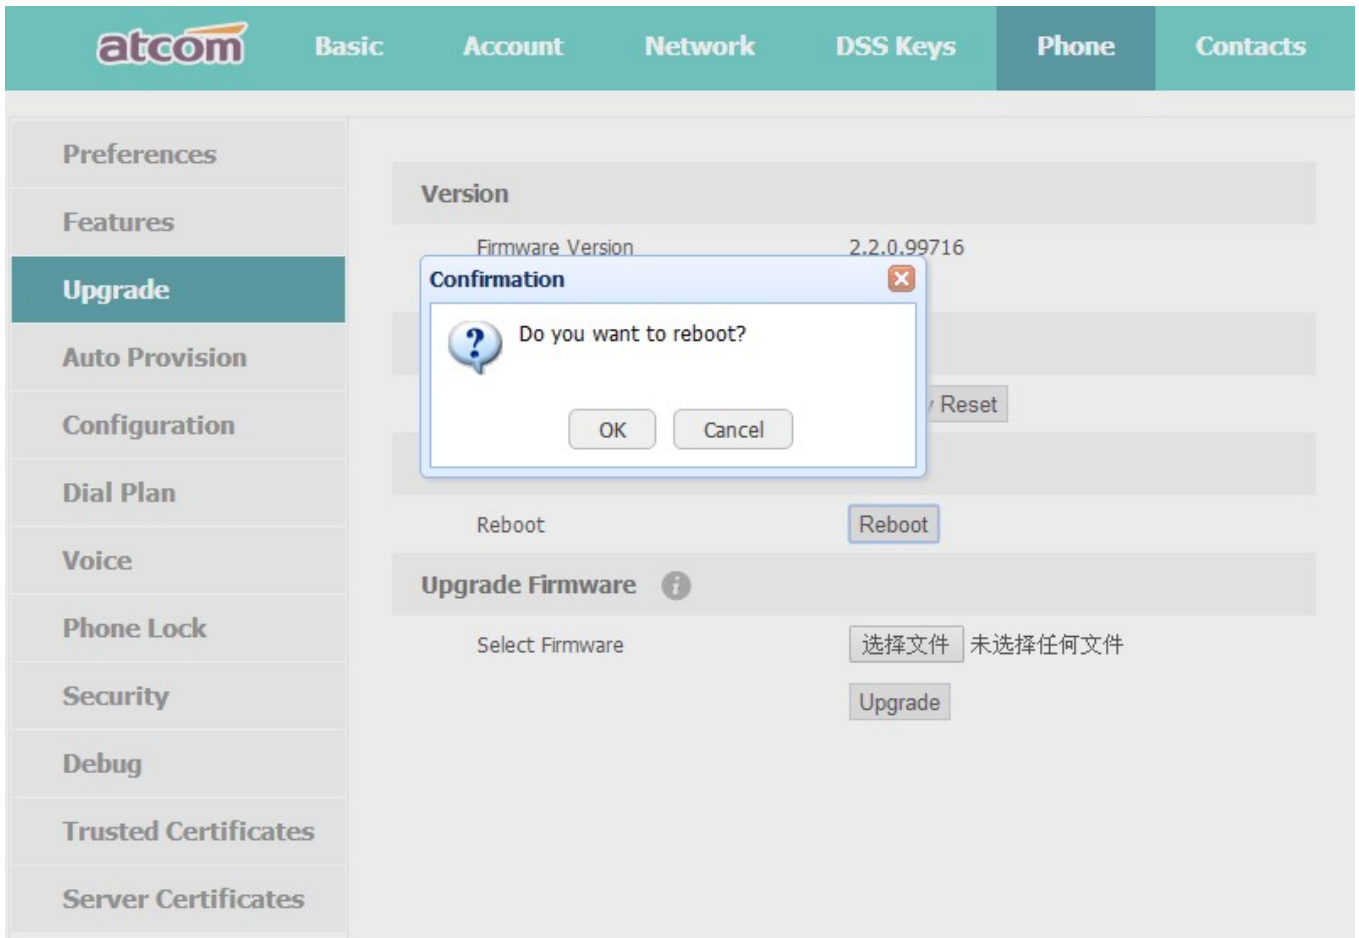 atcom Basic Account Network DSS Keys Phone Contacts
Preferences
Features
Upgrade
Auto Provision
Configuration
Dial Plan
Voice
Phone Lock
Security
Debug
Trusted Certificates
Server Certificates
Version
Firmware Version 2.2.0.99716
Confirmation
Do you want to reboot?
OK Cancel
Reset
Reboot Reboot
Upgrade Firmware
Select Firmware 选择文件 未选择任何文件
Upgrade